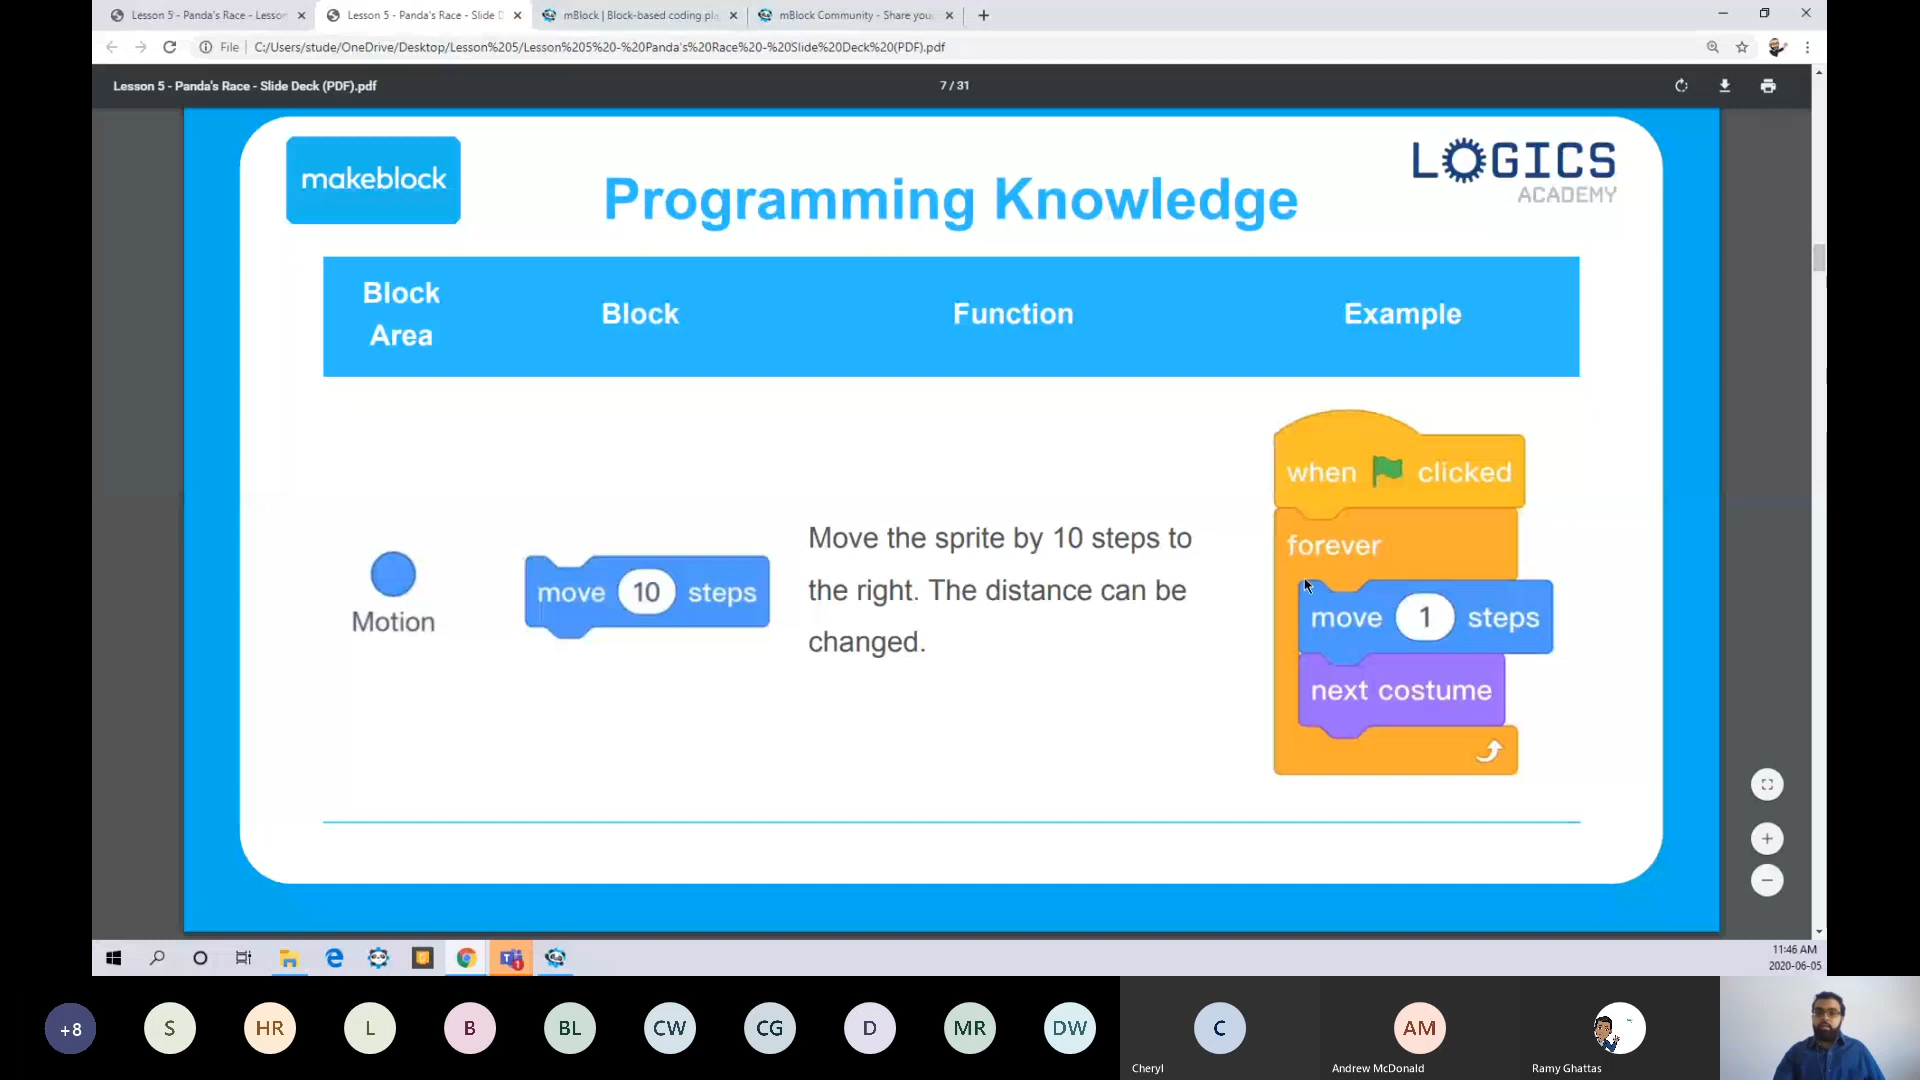 Lesson 5 - Panda's Race - Lesson
Lesson 5 - Panda's Race - Slide D
mBlock | Block-based coding pla
mBlock Community - Share you
File
C:/Users/stude/OneDrive/Desktop/Lesson%205/Lesson%205%20-%20Panda's%20Race%20-%20Slide%20Deck%20(PDF).pdf
Lesson 5 - Panda's Race - Slide Deck (PDF).pdf
7 / 31
makeblock
LOGICS
ACADEMY
Programming Knowledge
Block
Area
Block
Function
Example
Motion
move 10 steps
Move the sprite by 10 steps to
the right. The distance can be
changed.
when clicked
forever
move 1 steps
next costume
11:46 AM
2020-06-05
+8
S
HR
L
B
BL
CW
CG
D
MR
DW
C
AM
Cheryl
Andrew McDonald
Ramy Ghattas